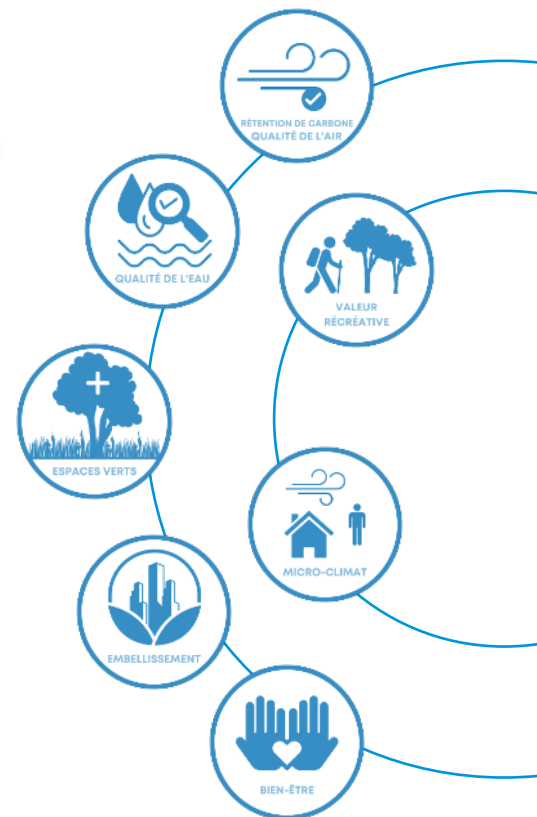 RÉTENTION DE CARBONE
QUALITÉ DE L'AIR
QUALITÉ DE L'EAU
VALEUR
RÉCRÉATIVE
ESPACES VERTS
MICRO-CLIMAT
EMBELLISSEMENT
BIEN-ÊTRE